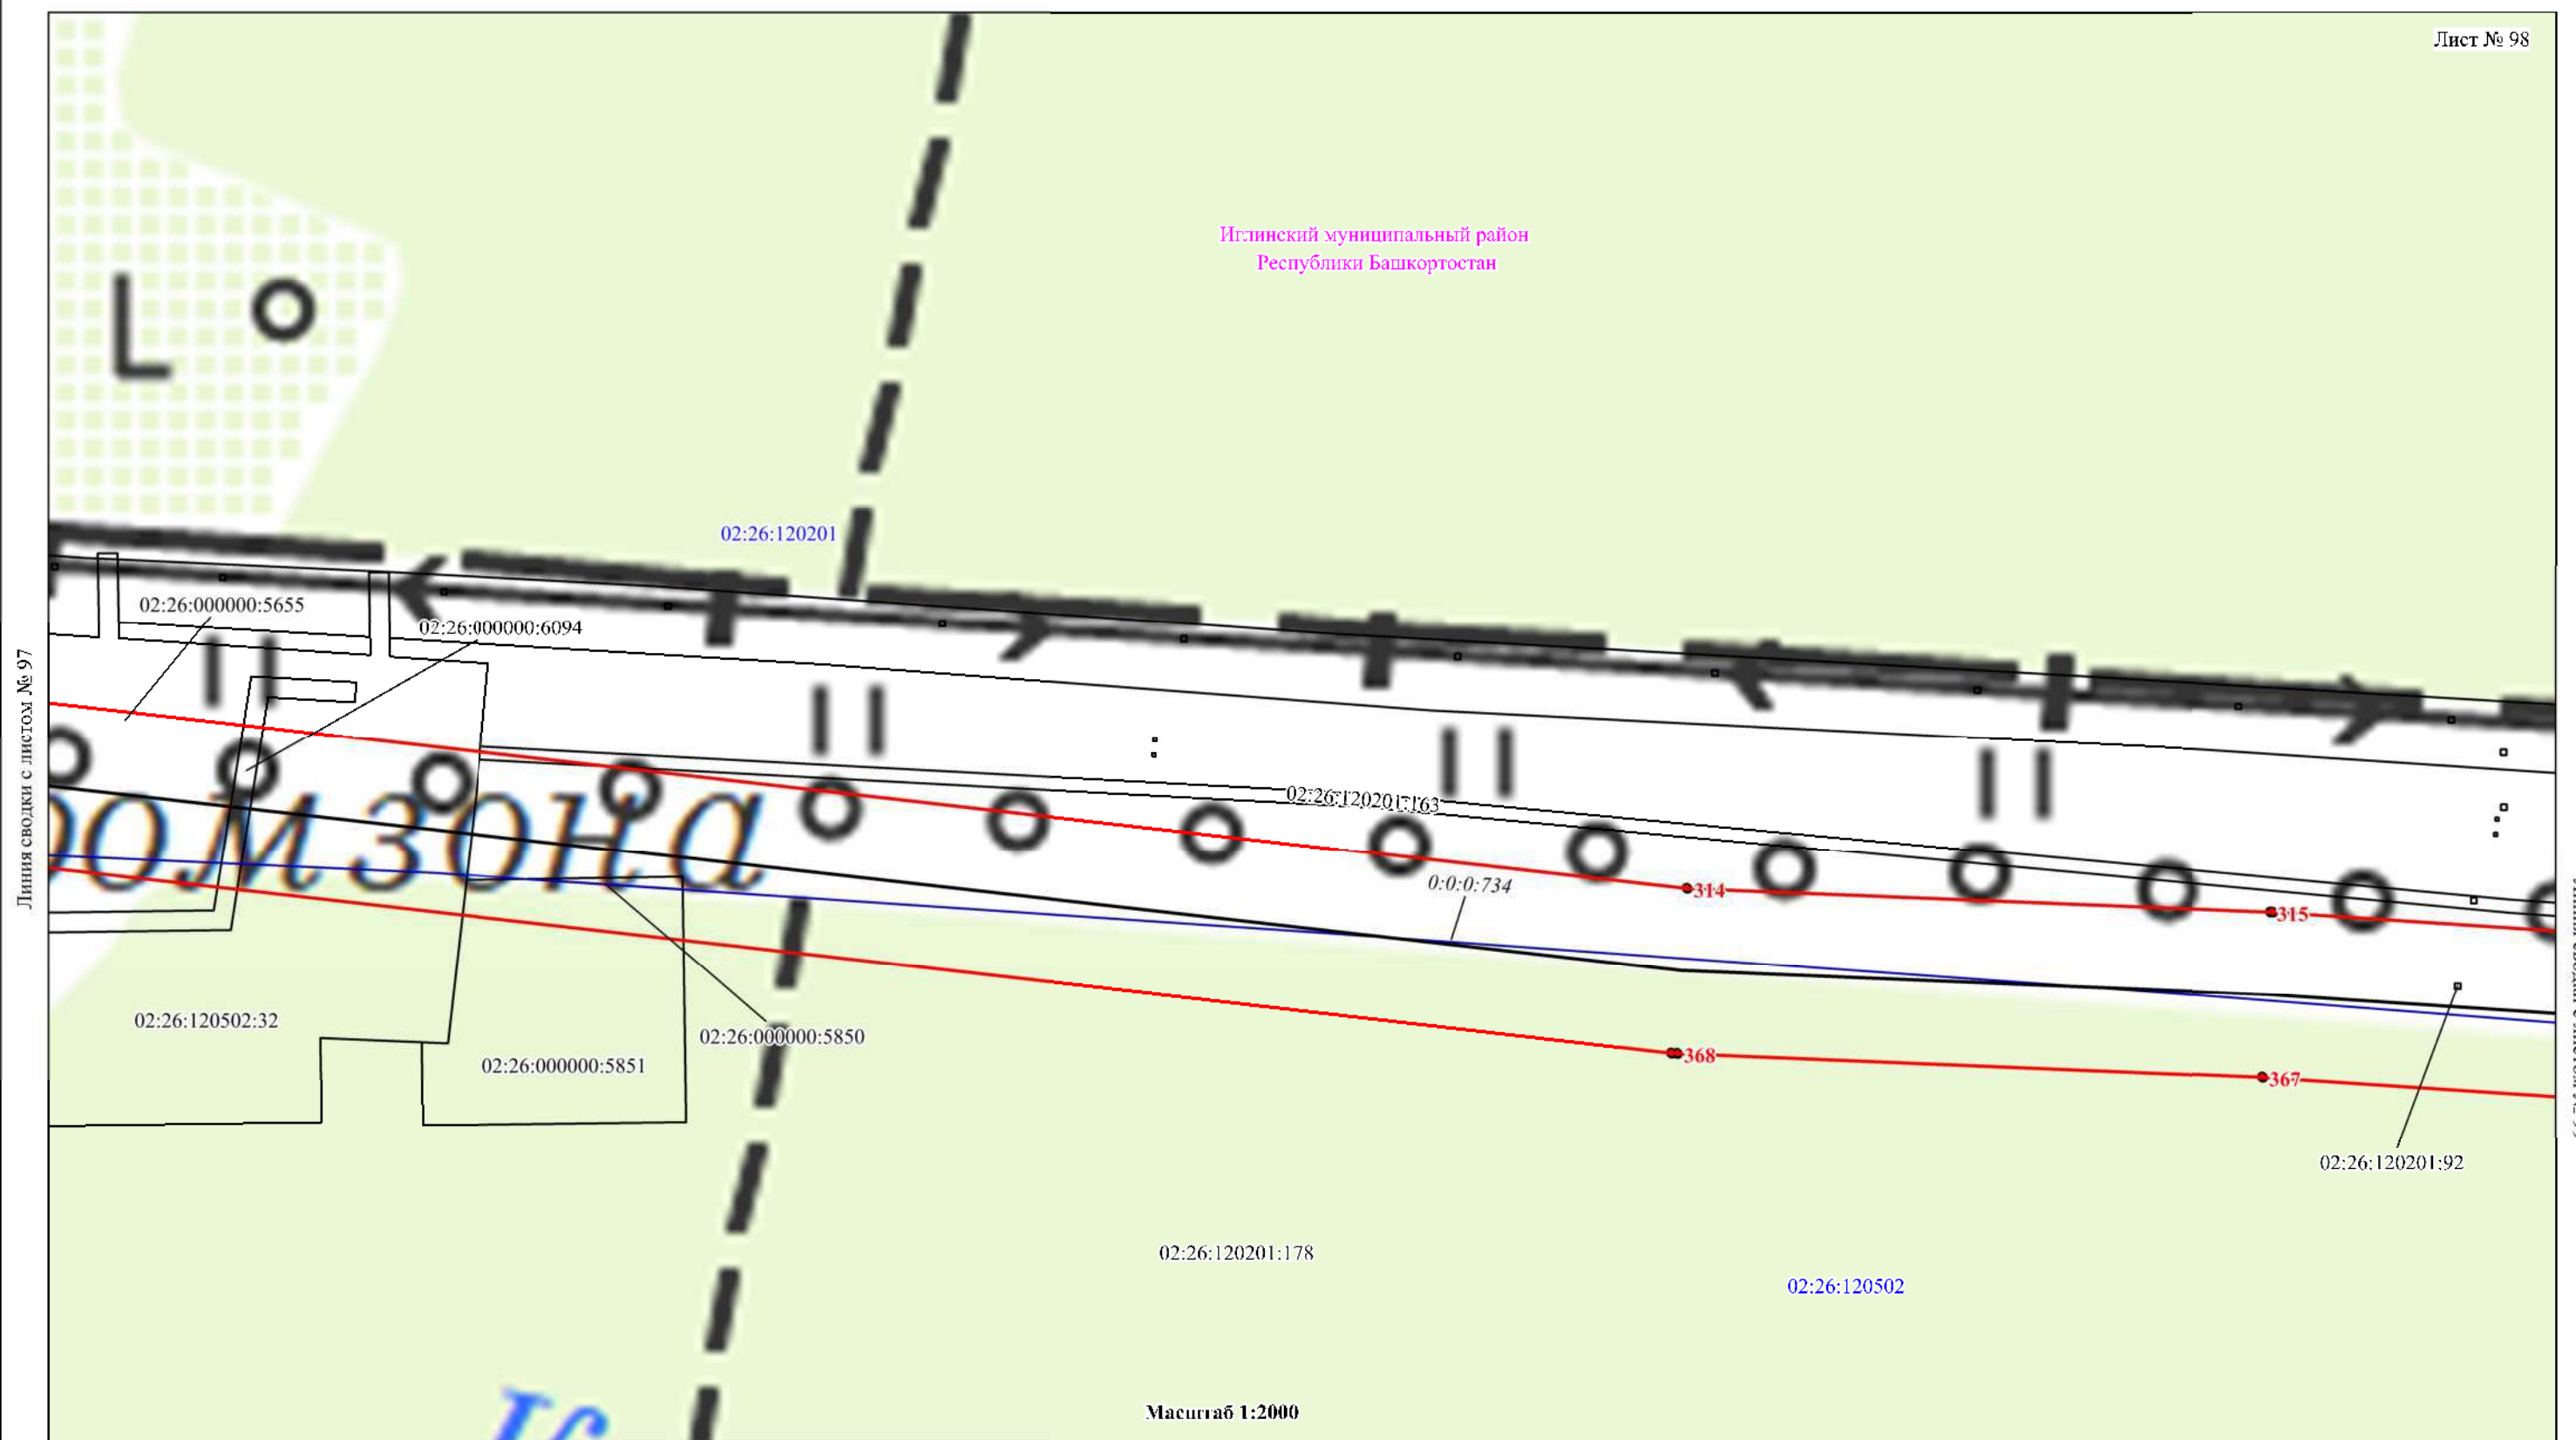 Лист № 98
Иглинский муниципальный район
Республики Башкортостан
02:26:120201
02:26:000000:5655
02:26:000000:6094
Линия сводки с листом № 97
02:26:120201:163
зона
0:0:0:734
314
315
368
367
02:26:120502:32
02:26:000000:5850
02:26:000000:5851
02:26:120201:92
02:26:120201:178
02:26:120502
Масштаб 1:2000